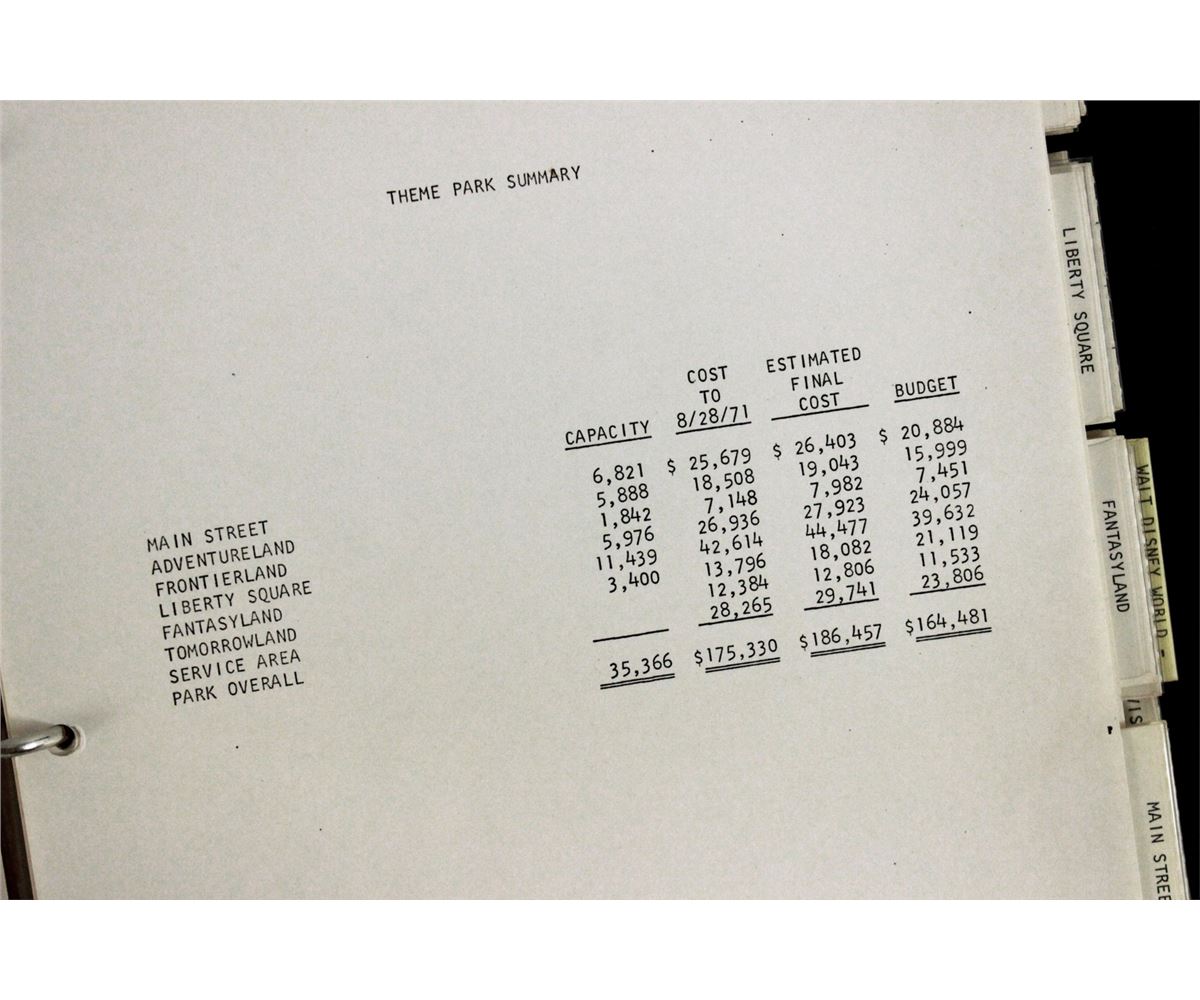 THEME PARK SUMMARY
CAPACITY COST TO 8/28/71 ESTIMATED FINAL COST BUDGET
MAIN STREET 6,821 $ 25,679 $ 26,403 $ 20,884
ADVENTURELAND 5,888 18,508 19,043 15,999
FRONTIERLAND 1,842 7,148 7,982 7,451
LIBERTY SQUARE 5,976 26,936 27,923 24,057
FANTASYLAND 11,439 42,614 44,477 39,632
TOMORROWLAND 3,400 13,796 18,082 21,119
SERVICE AREA 12,384 12,806 11,533
PARK OVERALL 28,265 29,741 23,806
35,366 $175,330 $186,457 $164,481
LIBERTY SQUARE
FANTASYLAND
WALT DISNEY WORLD -
MAIN STREE